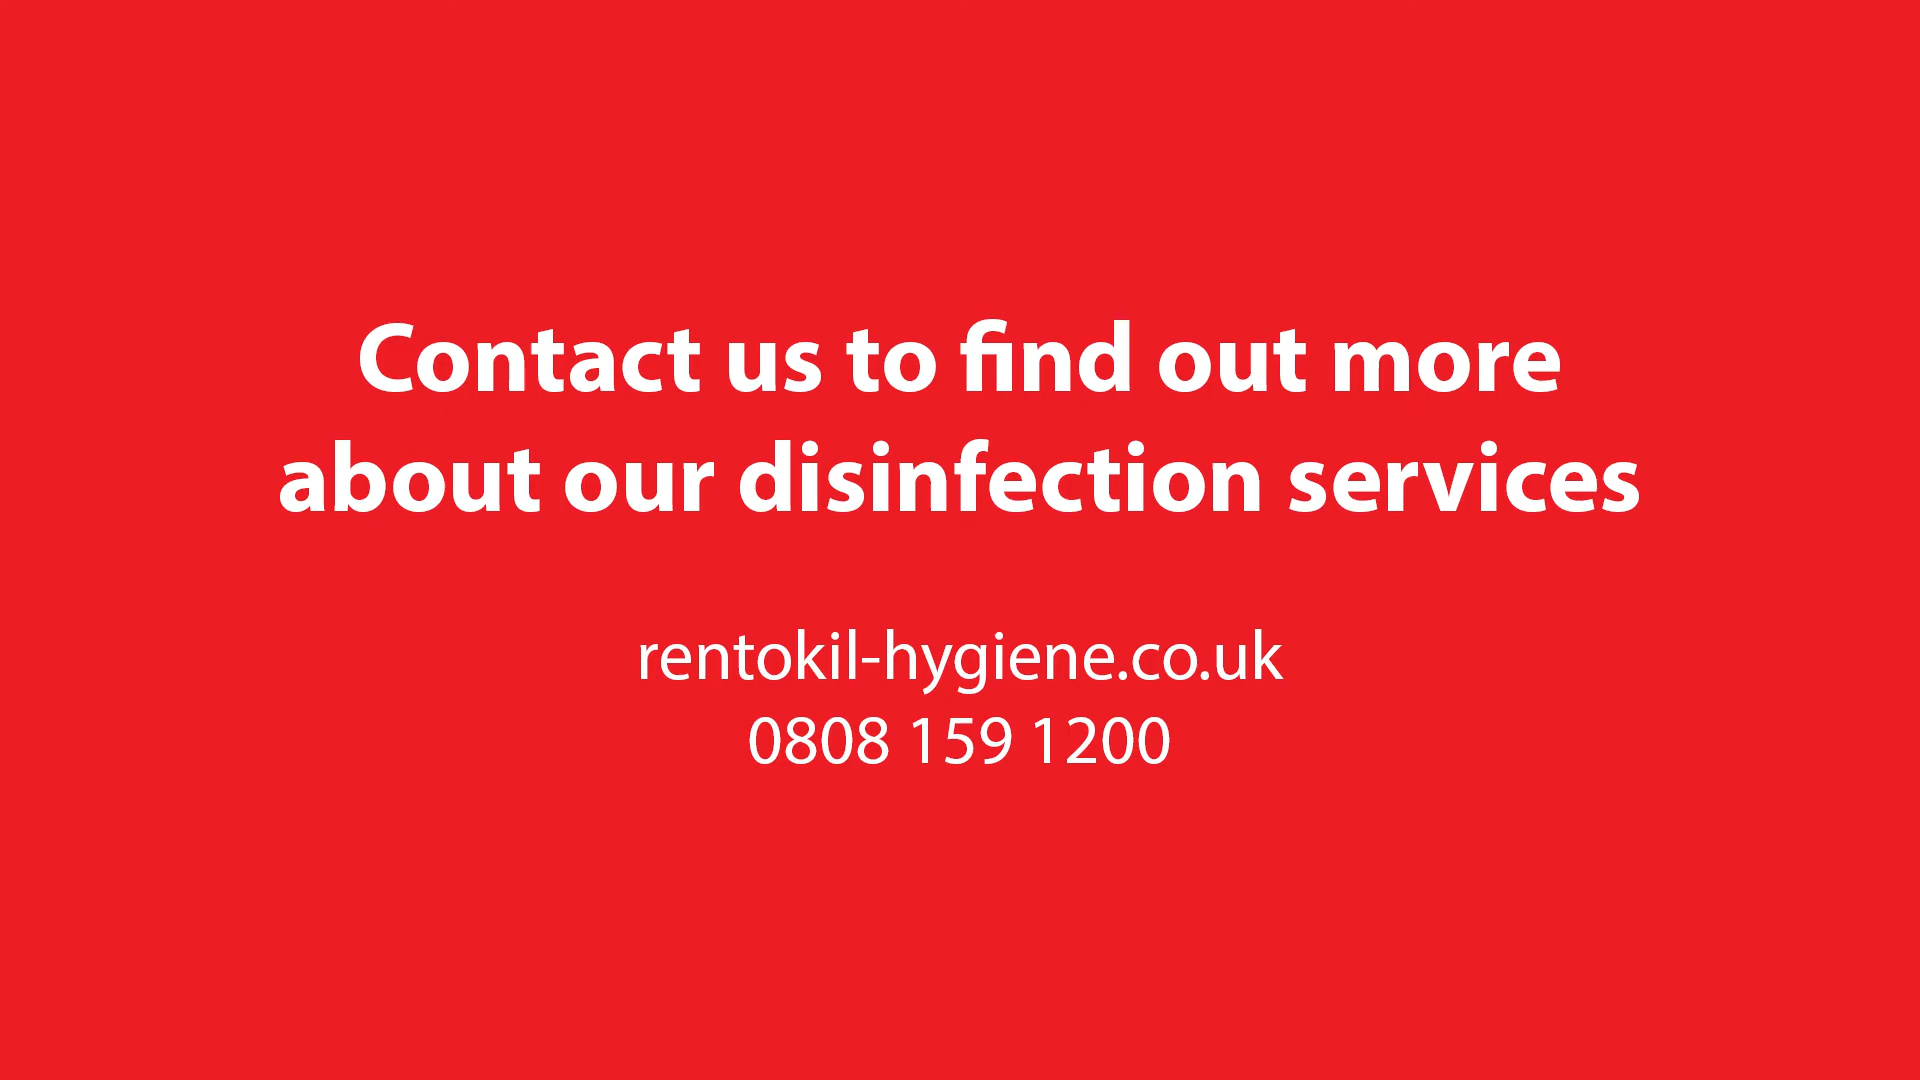 Contact us to find out more
about our disinfection services
rentokil-hygiene.co.uk
0808 159 1200